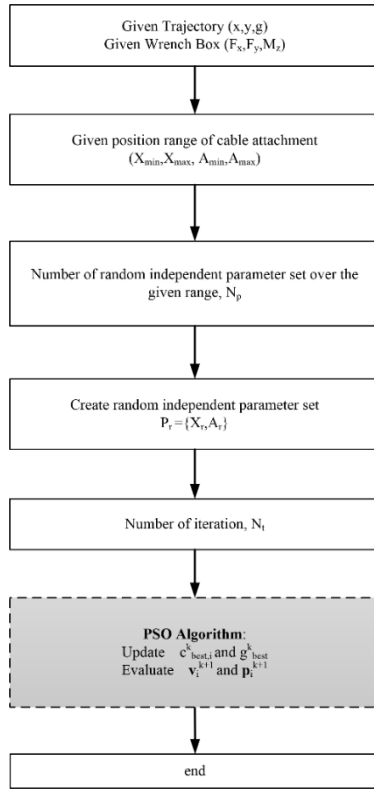 Given Trajectory (x,y,g)
Given Wrench Box (Fₓ,F_y,M_z)
Given position range of cable attachment
(X_min,X_max, A_min,A_max)
Number of random independent parameter set over the
given range, N_p
Create random independent parameter set
P_r={X_r,A_r}
Number of iteration, N_t
PSO Algorithm:
Update c^k_best,i and g^k_best
Evaluate v_i^k+1 and p_i^k+1
end